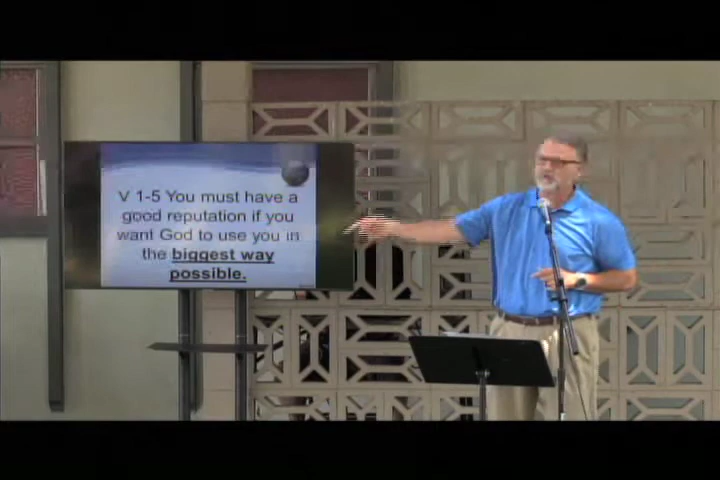 V 1-5 You must have a
good reputation if you
want God to use you in
the biggest way
possible.